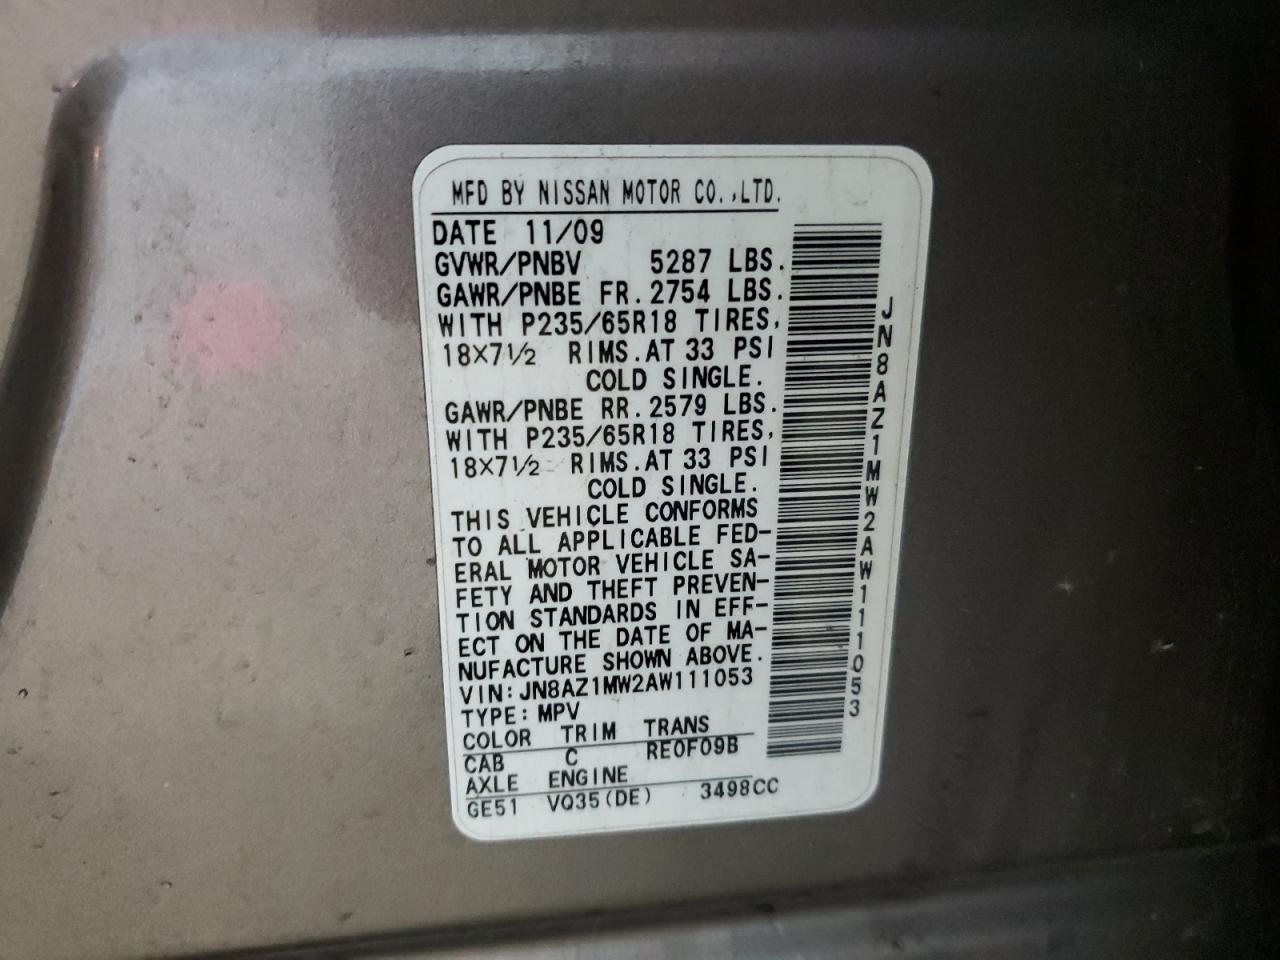 MFD BY NISSAN MOTOR CO.,LTD.
DATE 11/09
GVWR/PNBV 5287 LBS.
GAWR/PNBE FR. 2754 LBS.
WITH P235/65R18 TIRES,
18×7 1/2 RIMS. AT 33 PSI
COLD SINGLE.
GAWR/PNBE RR. 2579 LBS.
WITH P235/65R18 TIRES,
18×7 1/2 RIMS. AT 33 PSI
COLD SINGLE.
THIS VEHICLE CONFORMS
TO ALL APPLICABLE FED-
ERAL MOTOR VEHICLE SA-
FETY AND THEFT PREVEN-
TION STANDARDS IN EFF-
ECT ON THE DATE OF MA-
NUFACTURE SHOWN ABOVE.
VIN: JN8AZ1MW2AW111053
TYPE: MPV
COLOR TRIM TRANS
CAB C RE0F09B
AXLE ENGINE
GE51 VQ35(DE) 3498CC
JN8AZ1MW2AW111053